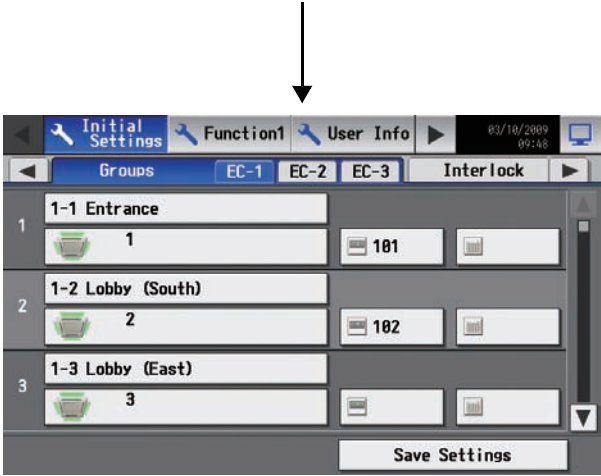 Initial Settings Function1 User Info 03/10/2009 09:48
Groups EC-1 EC-2 EC-3 Interlock
1
1-1 Entrance
1 101
2
1-2 Lobby (South)
2 102
3
1-3 Lobby (East)
3
Save Settings